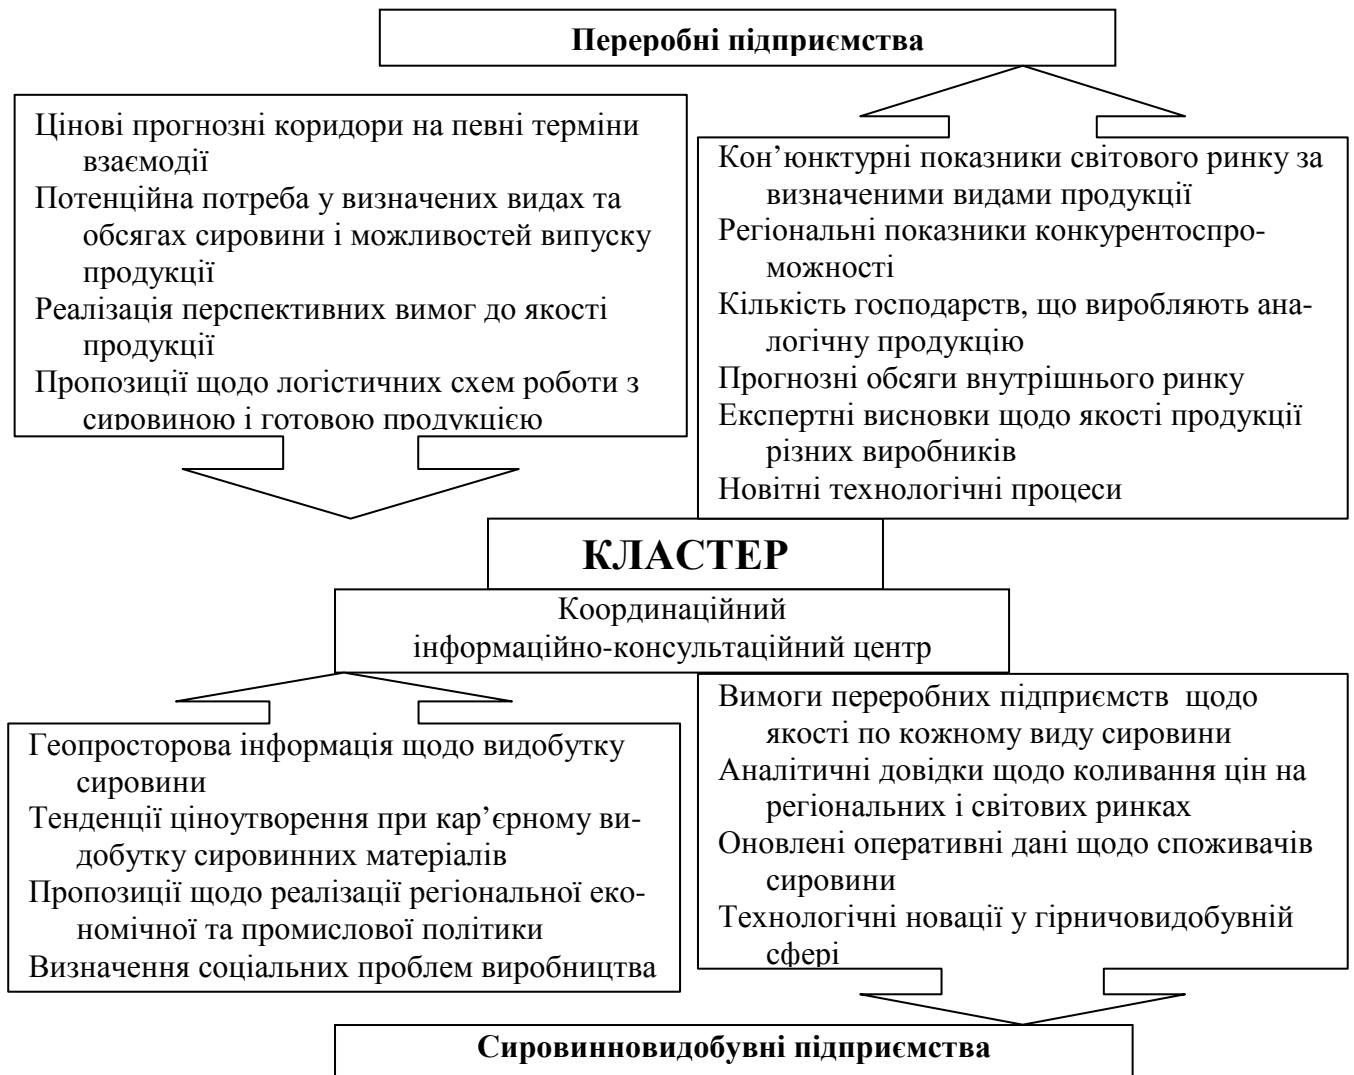 Переробні підприємства
Цінові прогнозні коридори на певні терміни
взаємодії
Потенційна потреба у визначених видах та
обсягах сировини і можливостей випуску
продукції
Реалізація перспективних вимог до якості
продукції
Пропозиції щодо логістичних схем роботи з
сировиною і готовою продукцією
Кон’юнктурні показники світового ринку за
визначеними видами продукції
Регіональні показники конкурентоспро-
можності
Кількість господарств, що виробляють ана-
логічну продукцію
Прогнозні обсяги внутрішнього ринку
Експертні висновки щодо якості продукції
різних виробників
Новітні технологічні процеси
КЛАСТЕР
Координаційний
інформаційно-консультаційний центр
Геопросторова інформація щодо видобутку
сировини
Тенденції ціноутворення при кар’єрному ви-
добутку сировинних матеріалів
Пропозиції щодо реалізації регіональної еко-
номічної та промислової політики
Визначення соціальних проблем виробництва
Вимоги переробних підприємств щодо
якості по кожному виду сировини
Аналітичні довідки щодо коливання цін на
регіональних і світових ринках
Оновлені оперативні дані щодо споживачів
сировини
Технологічні новації у гірничовидобувній
сфері
Сировинновидобувні підприємства